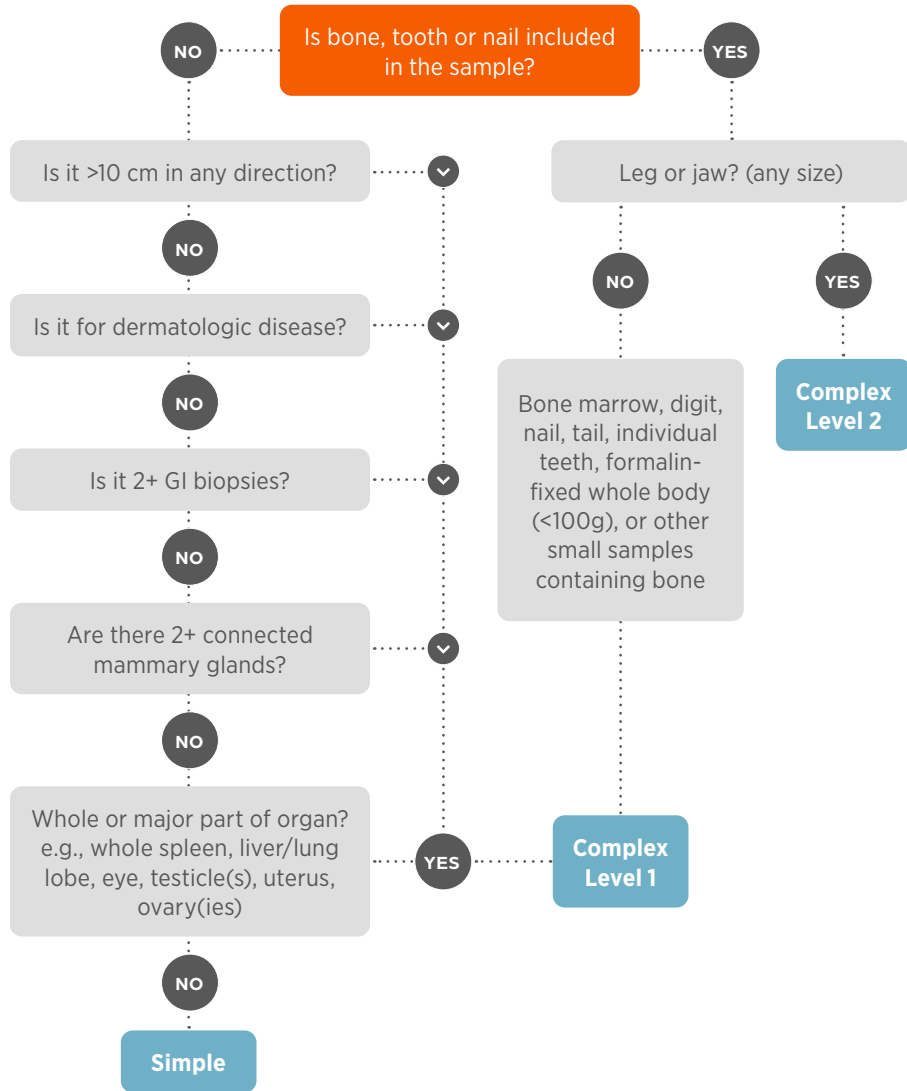 NO
Is bone, tooth or nail included
in the sample?
YES
Is it >10 cm in any direction?
Leg or jaw? (any size)
NO
NO
YES
Is it for dermatologic disease?
NO
Bone marrow, digit,
nail, tail, individual
teeth, formalin-
fixed whole body
(<100g), or other
small samples
containing bone
Complex
Level 2
Is it 2+ GI biopsies?
NO
Are there 2+ connected
mammary glands?
NO
Whole or major part of organ?
e.g., whole spleen, liver/lung
lobe, eye, testicle(s), uterus,
ovary(ies)
YES
Complex
Level 1
NO
Simple